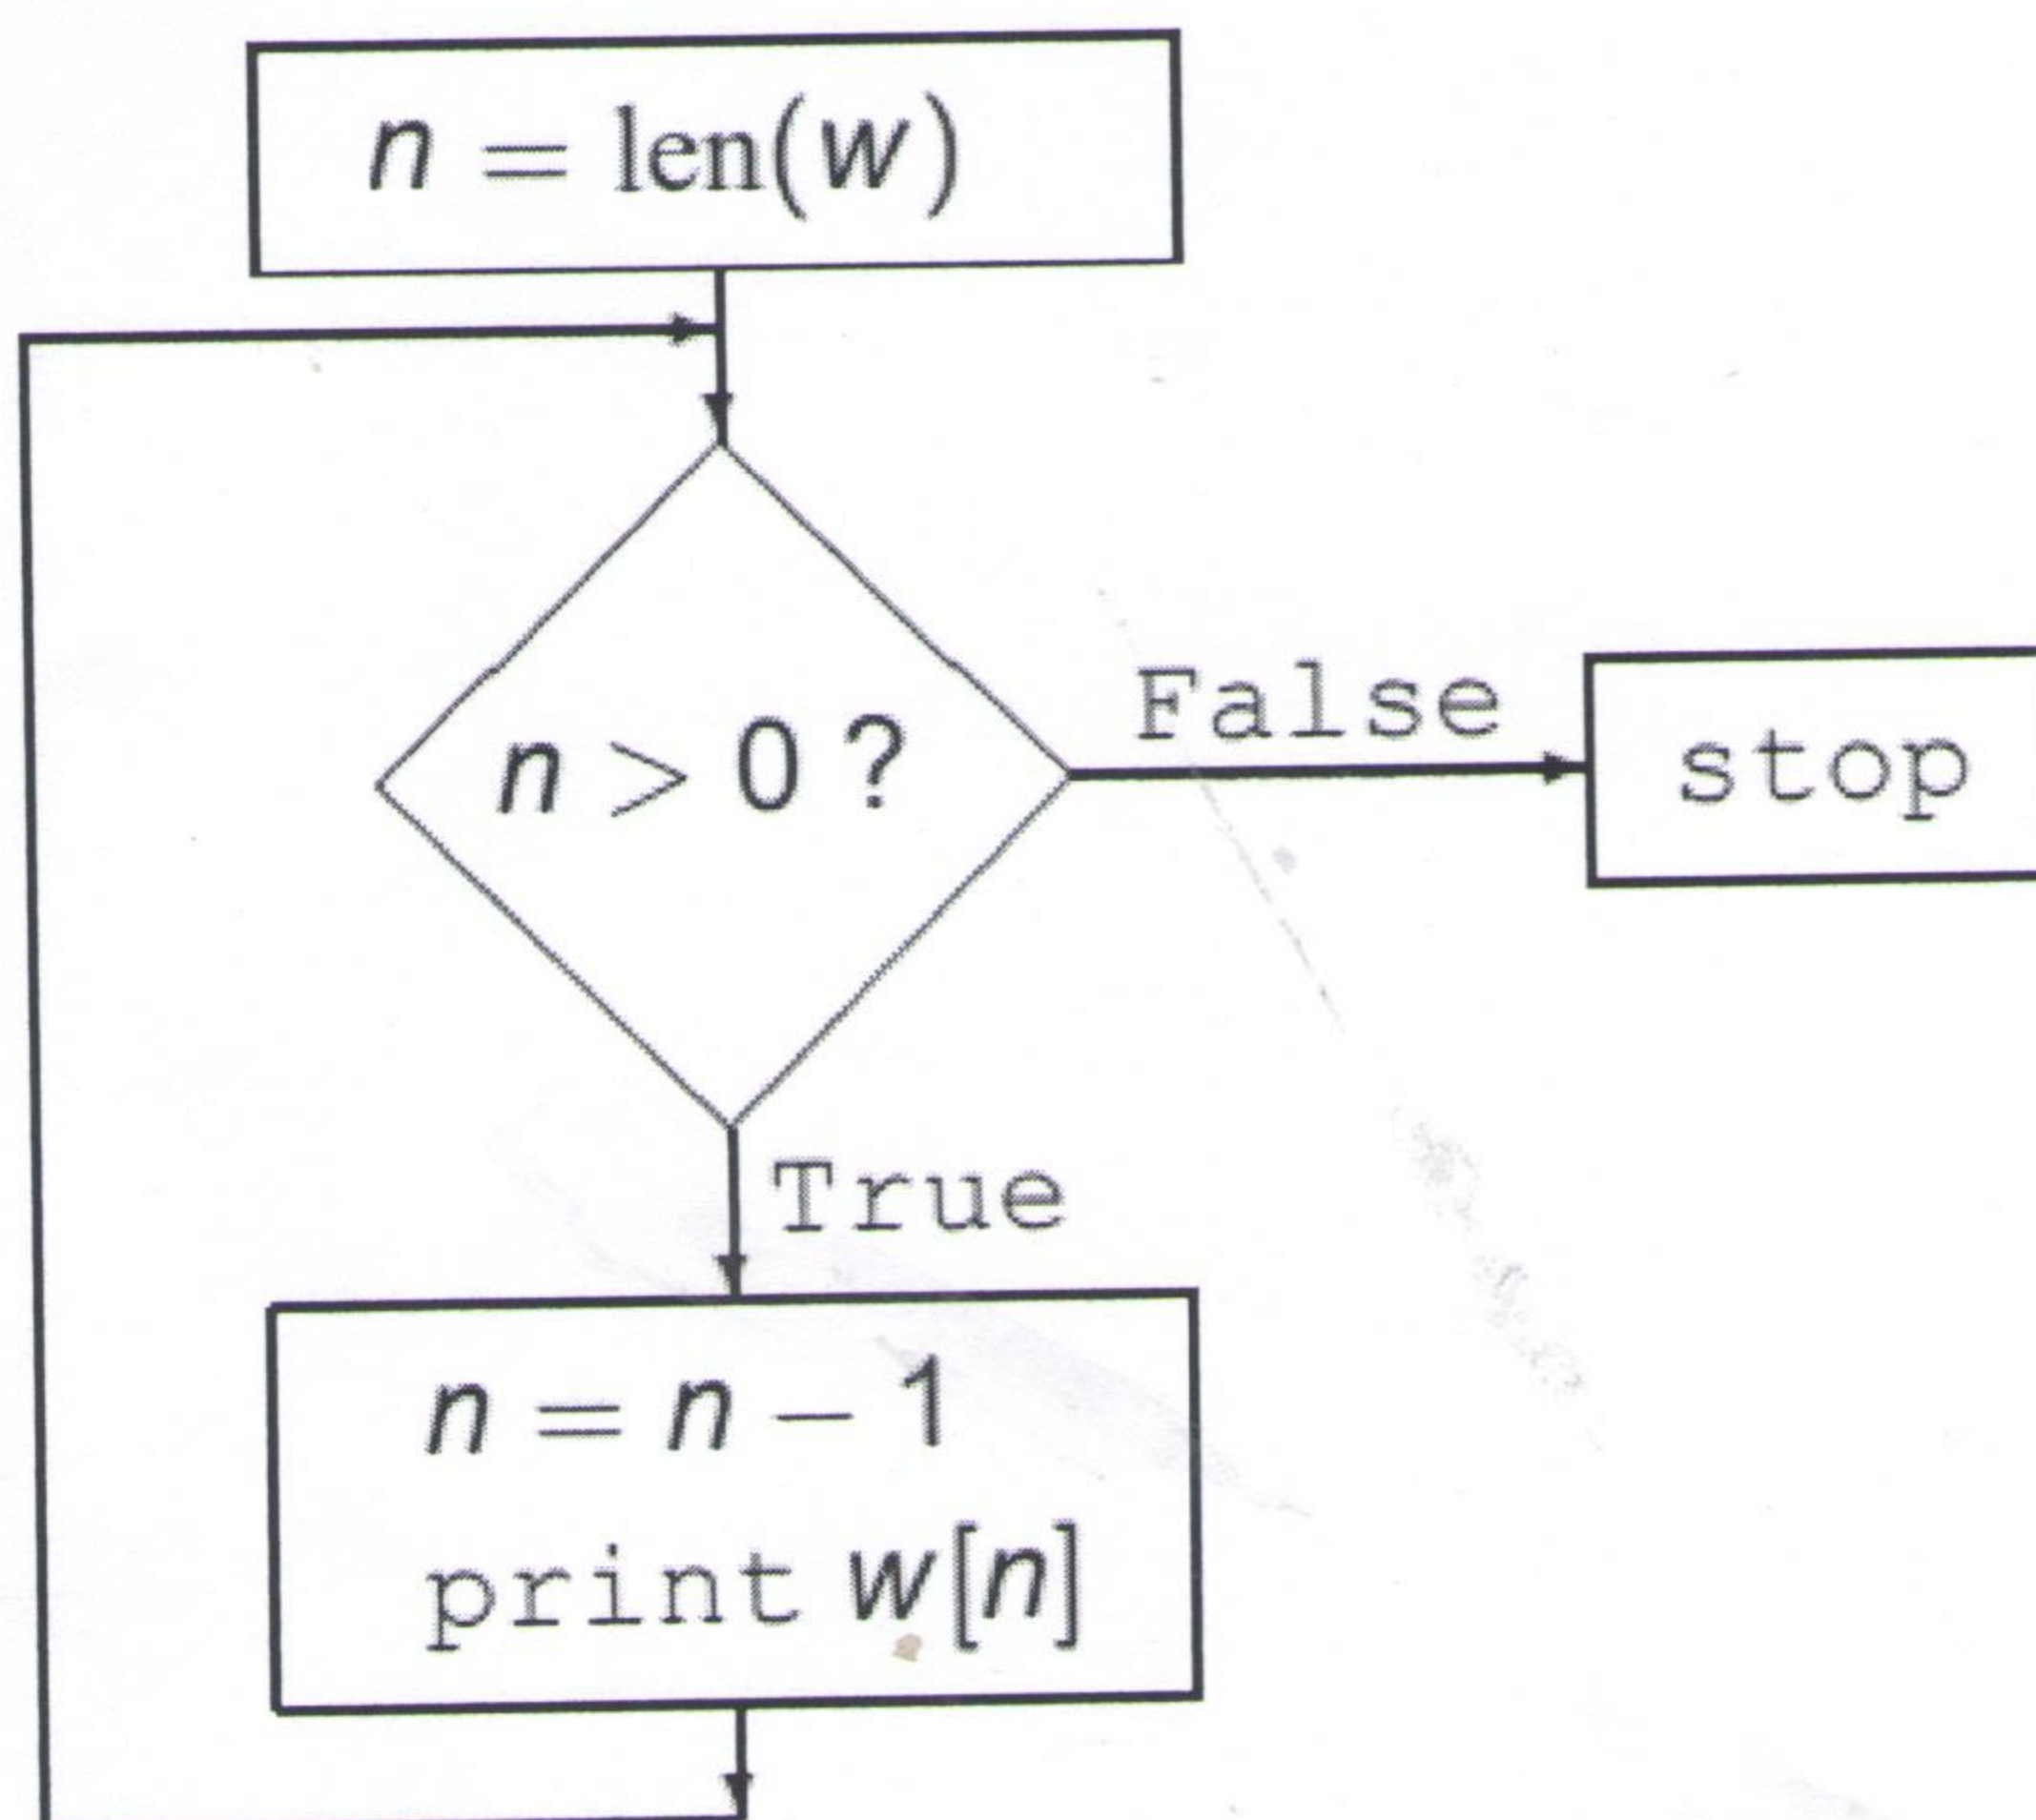 n = len(w)
n > 0 ?
False
stop
True
n = n − 1
print w[n]